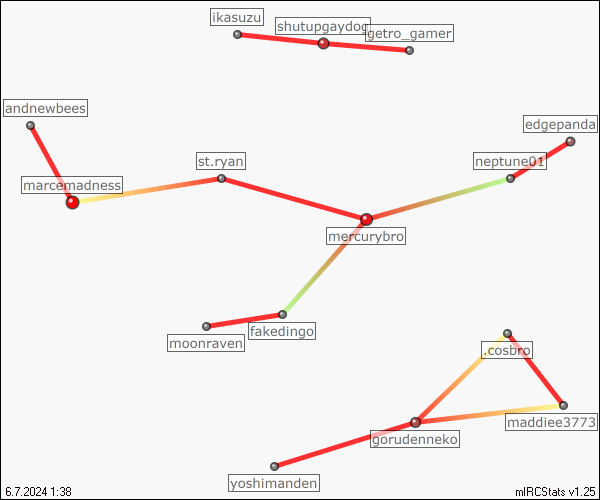 ikasuzu
shutupgaydog
getro_gamer
andnewbees
edgepanda
st.ryan
neptune01
marcemadness
mercurybro
fakedingo
moonraven
.cosbro
maddiee3773
gorudenneko
yoshimanden
6.7.2024 1:38
mIRCStats v1.25